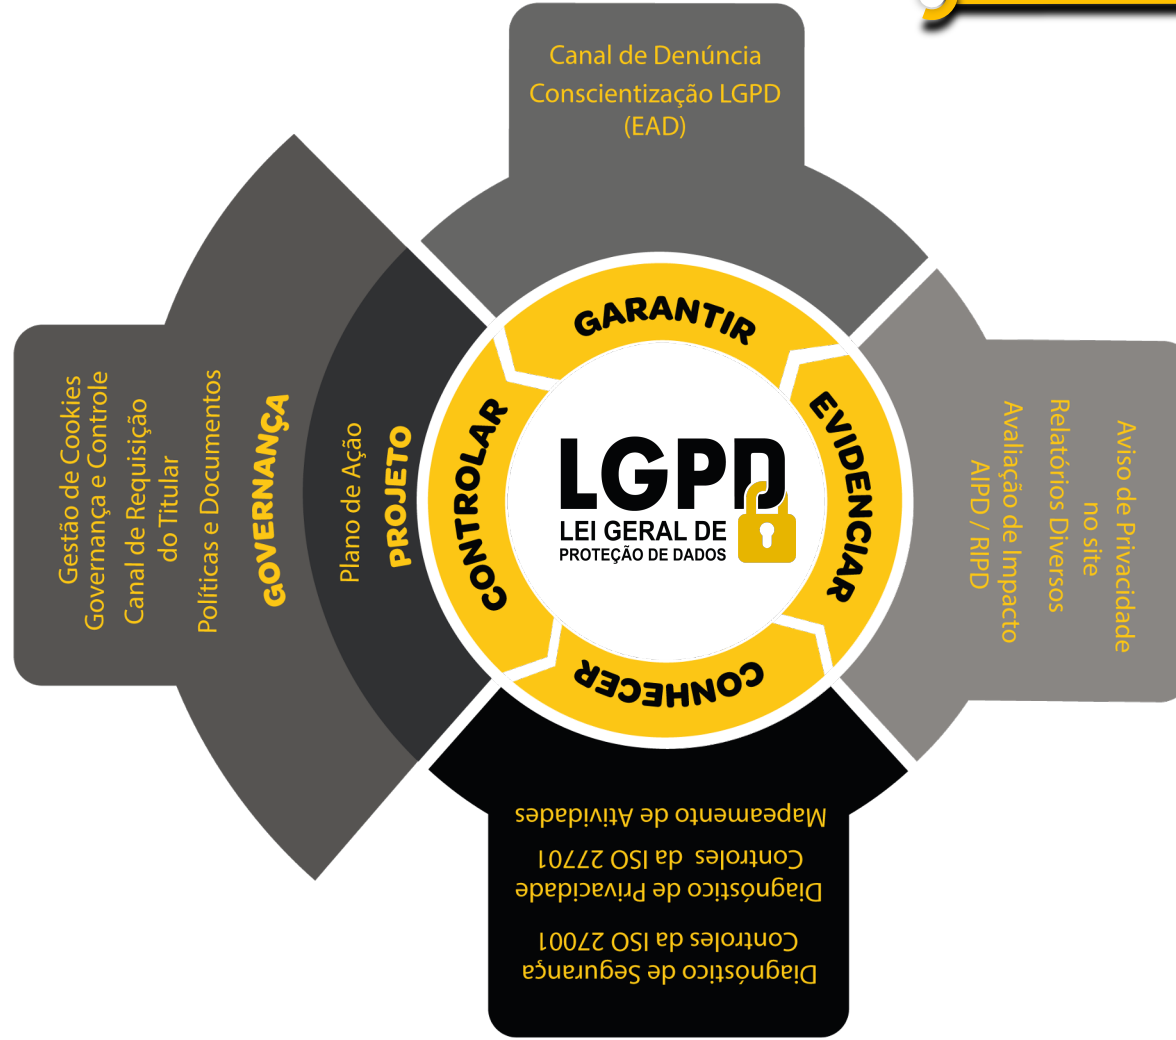 Canal de Denúncia
Conscientização LGPD
(EAD)
GARANTIR
EVIDENCIAR
Aviso de Privacidade
no site
Relatórios Diversos
Avaliação de Impacto
AIPD / RIPD
CONHECER
Diagnóstico de Segurança
Controles da ISO 27001
Diagnóstico de Privacidade
Controles da ISO 27701
Mapeamento de Atividades
CONTROLAR
Gestão de Cookies
Governança e Controle
Canal de Requisição
do Titular
Políticas e Documentos
GOVERNANÇA
Plano de Ação
PROJETO
LGPD
LEI GERAL DE
PROTEÇÃO DE DADOS